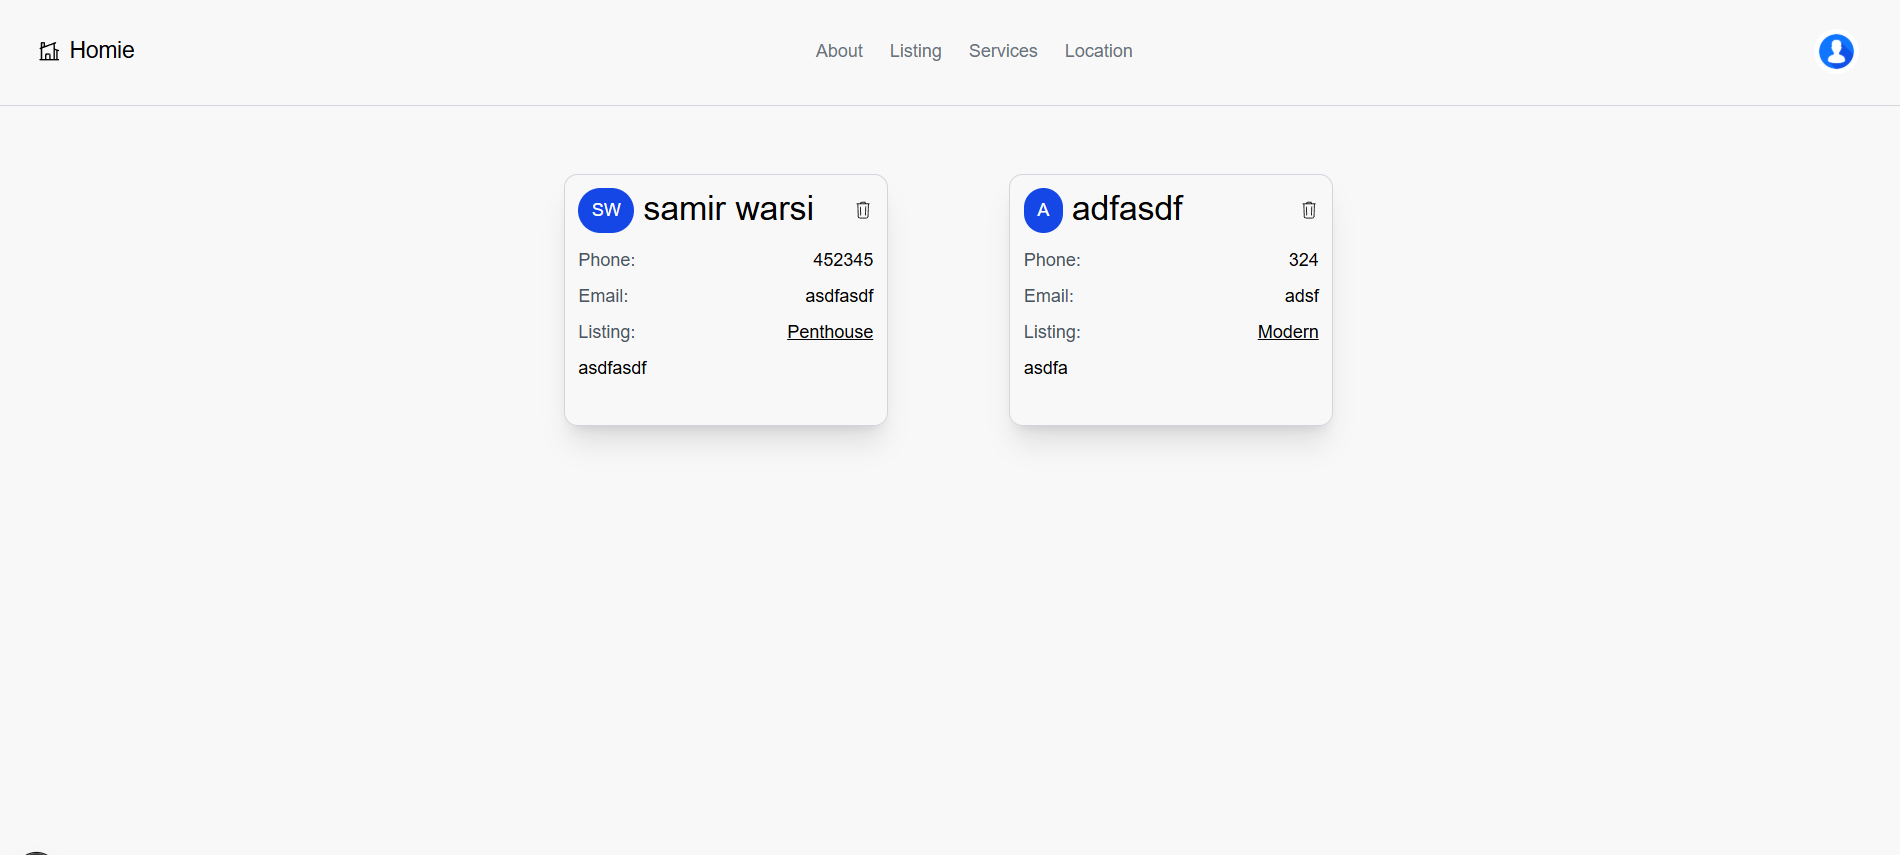 Homie
About Listing Services Location
SW samir warsi
Phone: 452345
Email: asdfasdf
Listing: Penthouse
asdfasdf
A adfasdf
Phone: 324
Email: adsf
Listing: Modern
asdfa